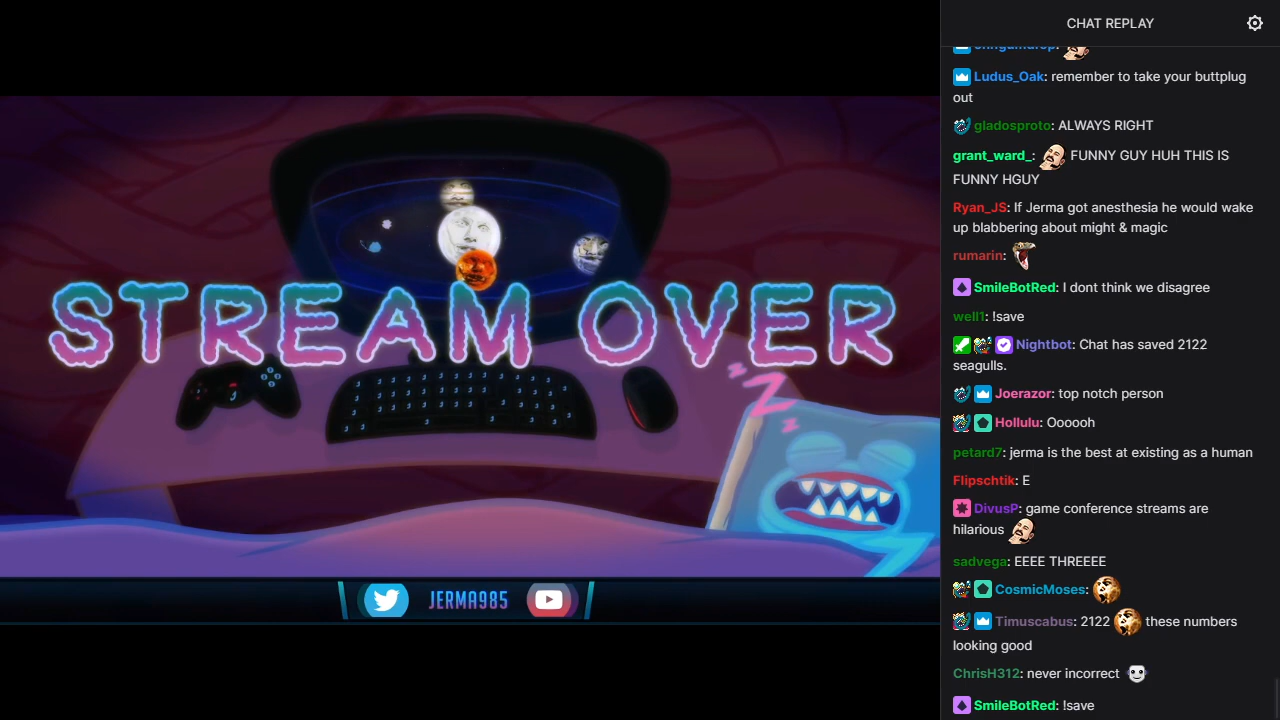 CHAT REPLAY
Ludus_Oak: remember to take your buttplug
out
gladosproto: ALWAYS RIGHT
grant_ward_: FUNNY GUY HUH THIS IS
FUNNY HGUY
Ryan_JS: If Jerma got anesthesia he would wake
up blabbering about might & magic
rumarin:
SmileBotRed: I dont think we disagree
well1: !save
Nightbot: Chat has saved 2122
seagulls.
Joerazor: top notch person
Hollulu: Oooooh
petard7: jerma is the best at existing as a human
Flipschtik: E
DivusP: game conference streams are
hilarious
sadvega: EEEE THREEEE
CosmicMoses:
Timuscabus: 2122 these numbers
looking good
ChrisH312: never incorrect
SmileBotRed: !save
STREAM OVER
z
Z
z
JERMA985